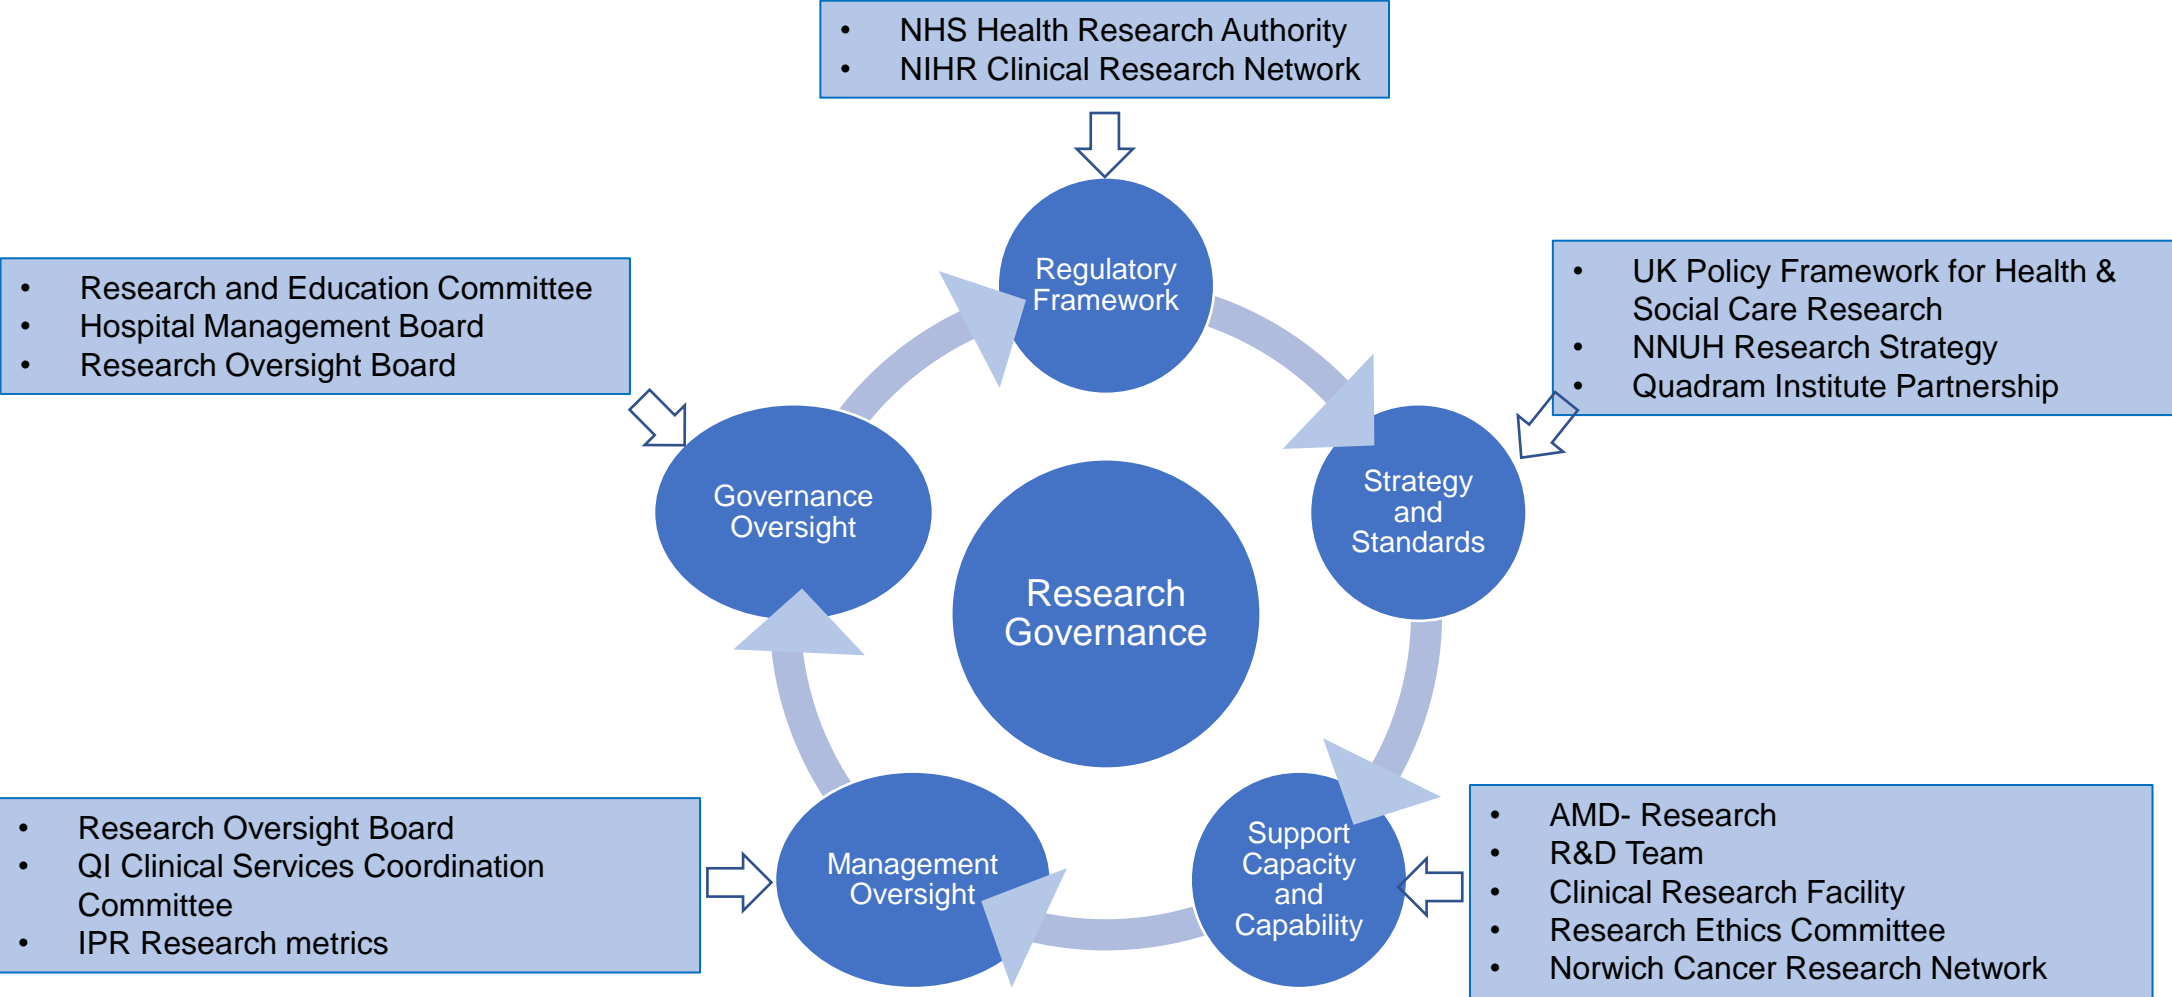 • NHS Health Research Authority
• NIHR Clinical Research Network
Regulatory
Framework
• Research and Education Committee
• Hospital Management Board
• Research Oversight Board
• UK Policy Framework for Health &
Social Care Research
• NNUH Research Strategy
• Quadram Institute Partnership
Governance
Oversight
Strategy
and
Standards
Research
Governance
• Research Oversight Board
• QI Clinical Services Coordination
Committee
• IPR Research metrics
Management
Oversight
Support
Capacity
and
Capability
• AMD- Research
• R&D Team
• Clinical Research Facility
• Research Ethics Committee
• Norwich Cancer Research Network